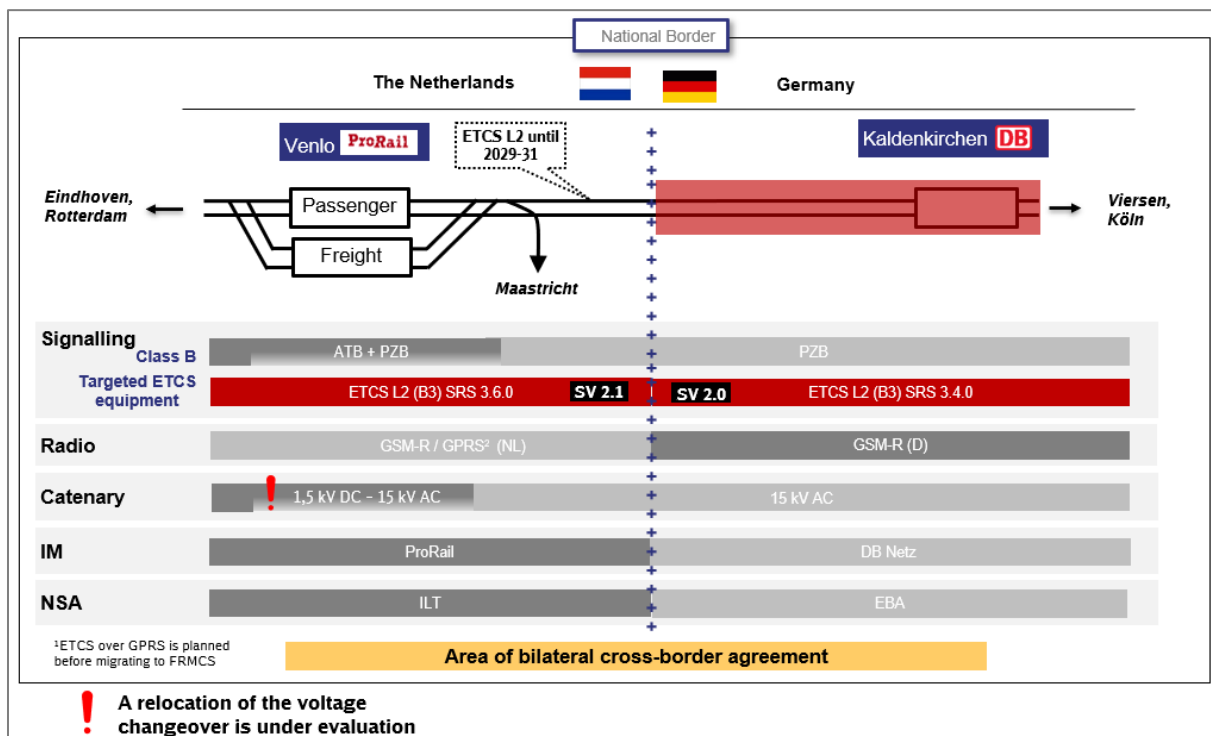 National Border
The Netherlands
Germany
Venlo ProRail
ETCS L2 until
2029-31
Kaldenkirchen DB
Eindhoven,
Rotterdam
Passenger
Freight
Maastricht
Viersen,
Köln
Signalling
Class B
ATB + PZB
PZB
Targeted ETCS
equipment
ETCS L2 (B3) SRS 3.6.0
SV 2.1
SV 2.0
ETCS L2 (B3) SRS 3.4.0
Radio
GSM-R / GPRS² (NL)
GSM-R (D)
Catenary
! 1,5 kV DC – 15 kV AC
15 kV AC
IM
ProRail
DB Netz
NSA
ILT
EBA
¹ETCS over GPRS is planned
before migrating to FRMCS
Area of bilateral cross-border agreement
! A relocation of the voltage
changeover is under evaluation